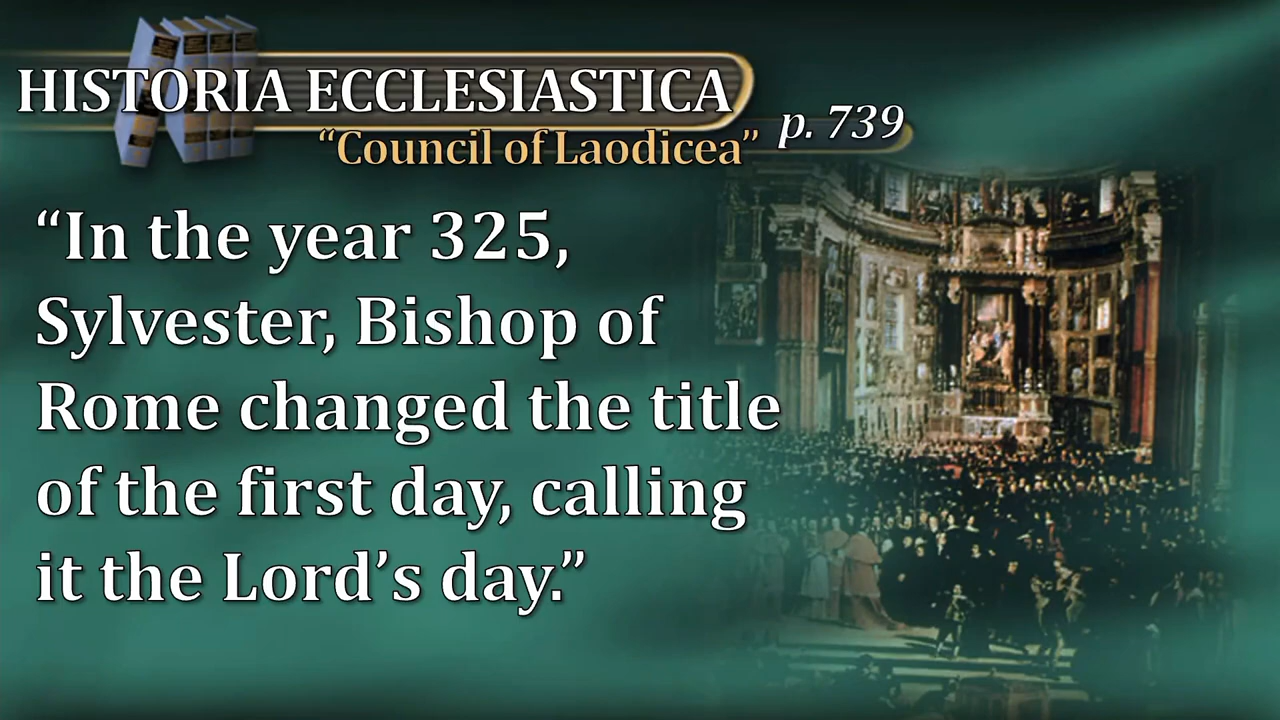 HISTORIA ECCLESIASTICA
“Council of Laodicea” p. 739
“In the year 325,
Sylvester, Bishop of
Rome changed the title
of the first day, calling
it the Lord’s day.”